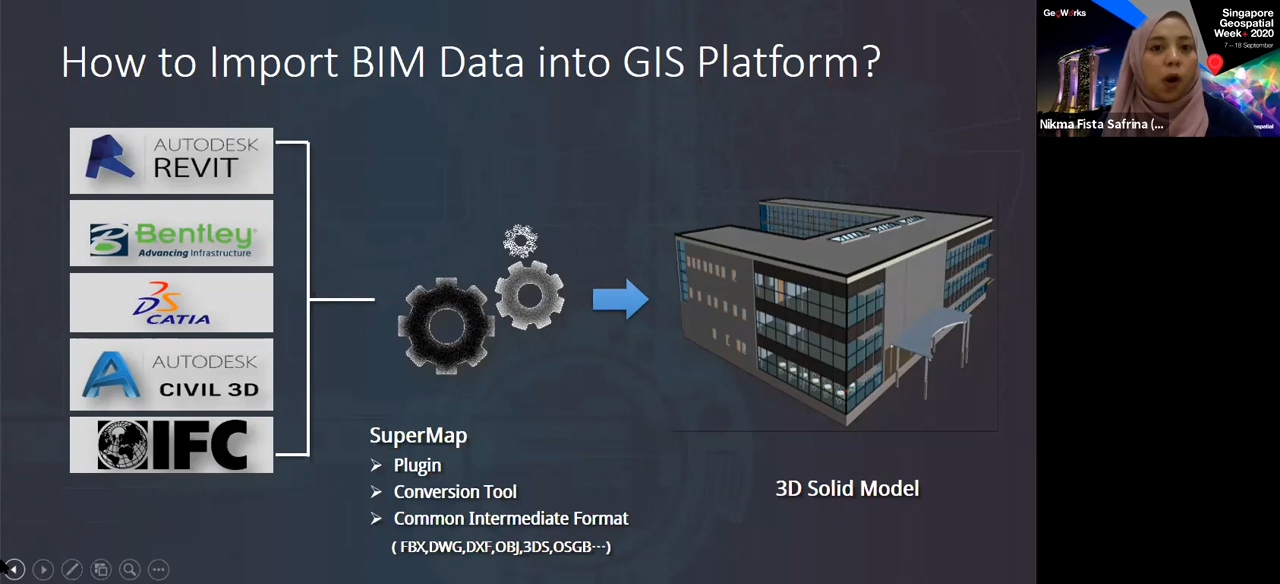 How to Import BIM Data into GIS Platform?
AUTODESK
REVIT
Bentley
Advancing Infrastructure
DS
CATIA
AUTODESK
CIVIL 3D
IFC
SuperMap
Plugin
Conversion Tool
Common Intermediate Format
( FBX,DWG,DXF,OBJ,3DS,OSGB···)
3D Solid Model
GeoWorks
Singapore
Geospatial
Week 2020
7 – 18 September
Nikma Fista Safrina (...